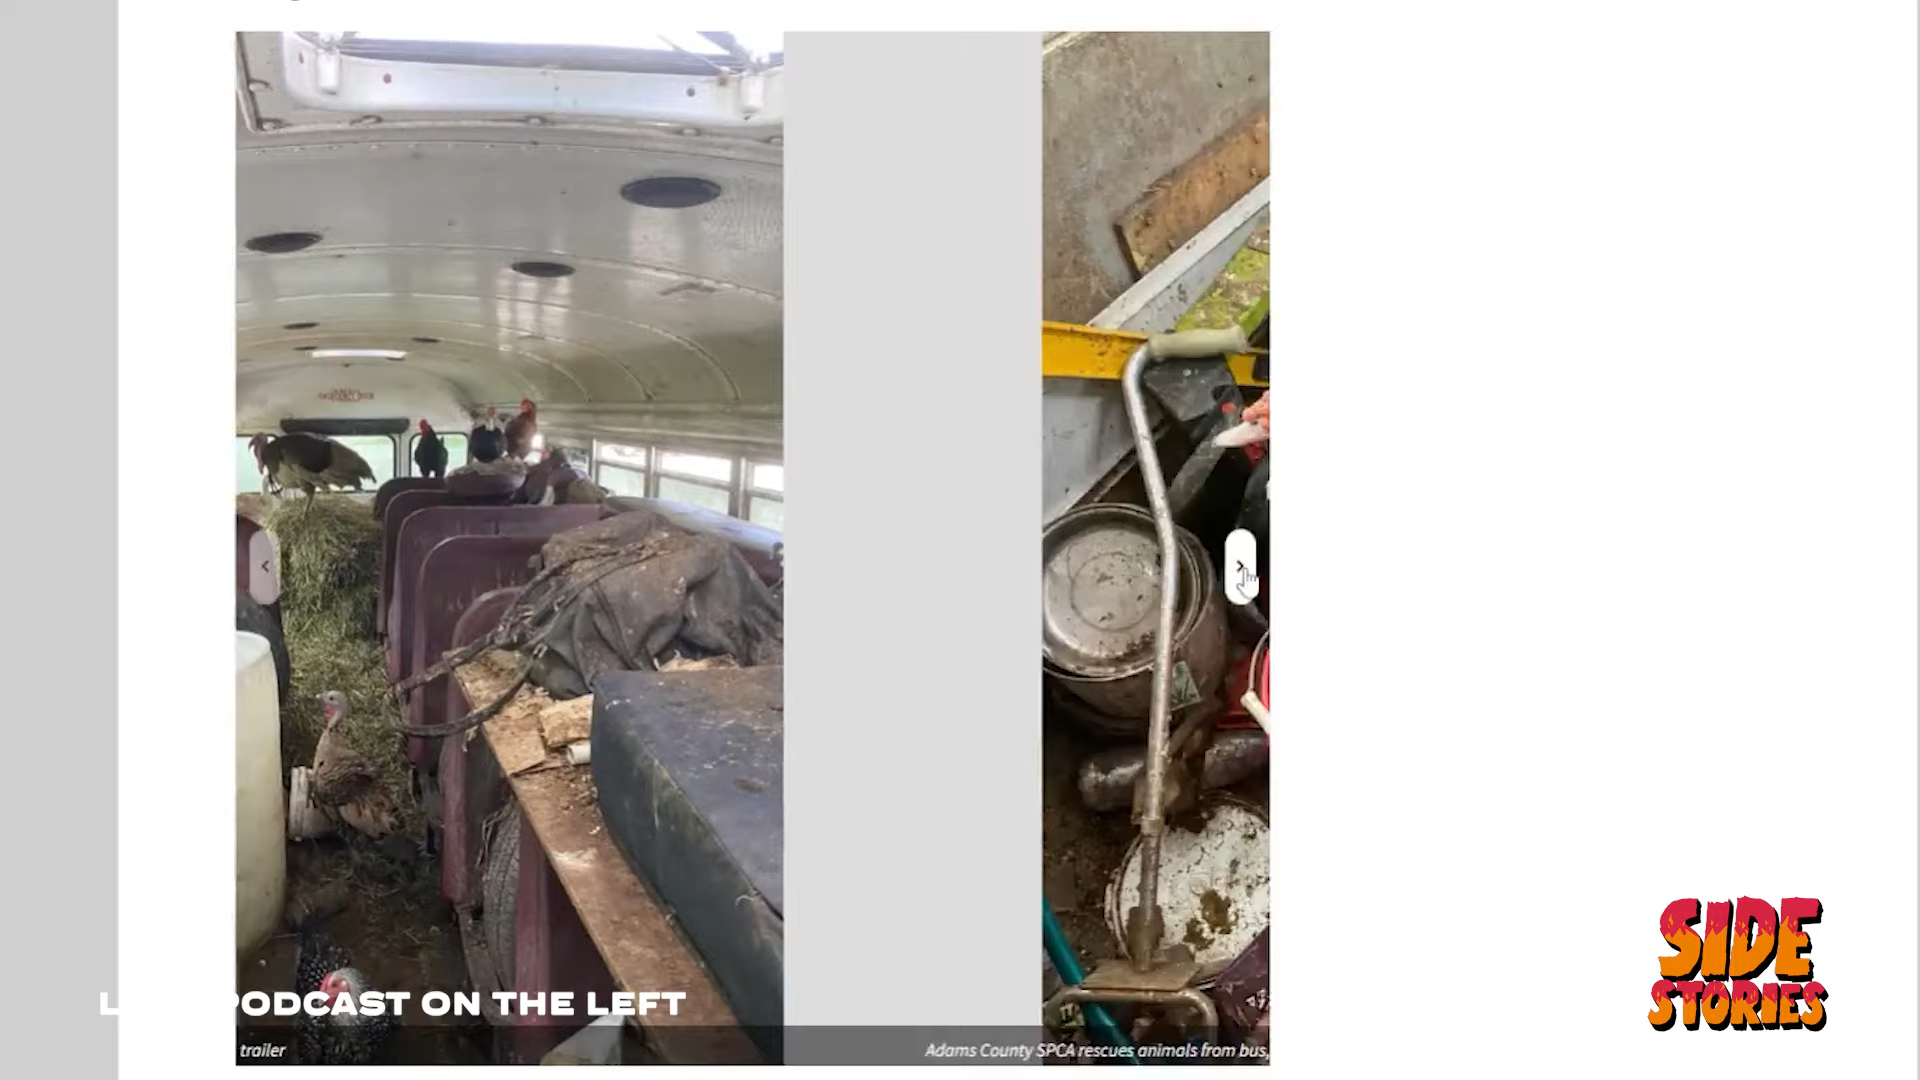 L PODCAST ON THE LEFT
trailer
Adams County SPCA rescues animals from bus,
SIDE
STORIES